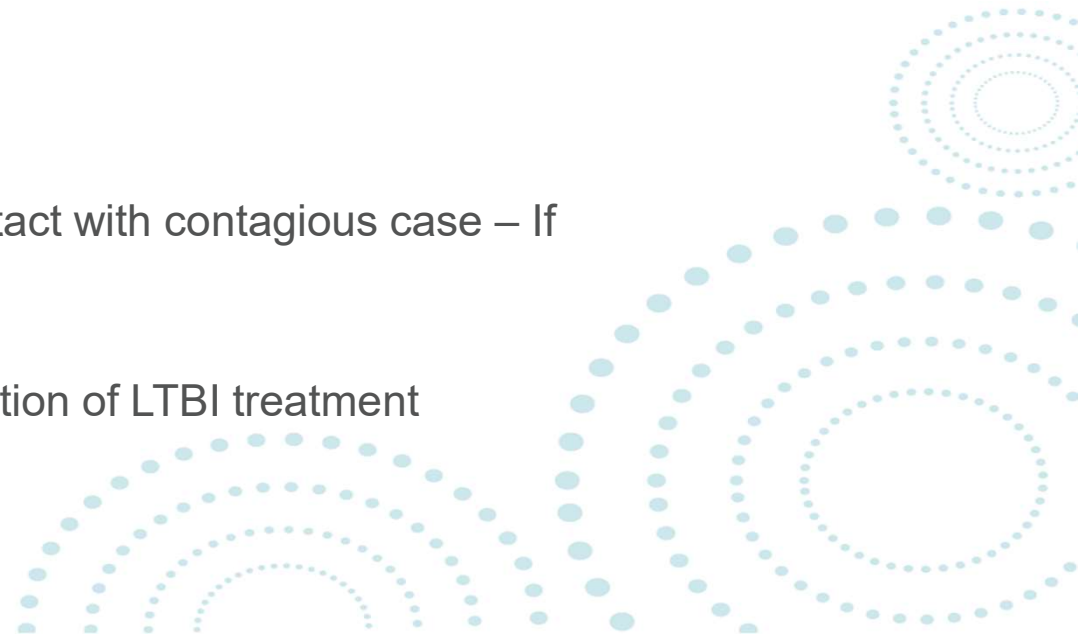 tact with contagious case – If
tion of LTBI treatment